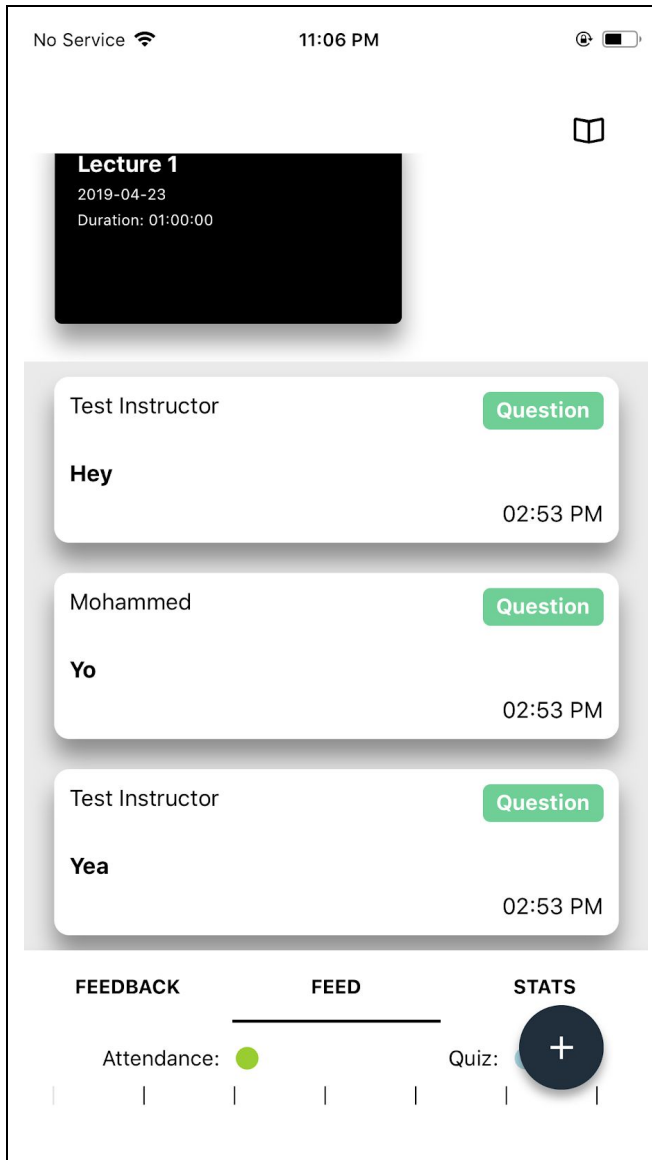 No Service 11:06 PM
Lecture 1
2019-04-23
Duration: 01:00:00
Test Instructor Question
Hey
02:53 PM
Mohammed Question
Yo
02:53 PM
Test Instructor Question
Yea
02:53 PM
FEEDBACK FEED STATS
Attendance: Quiz: +